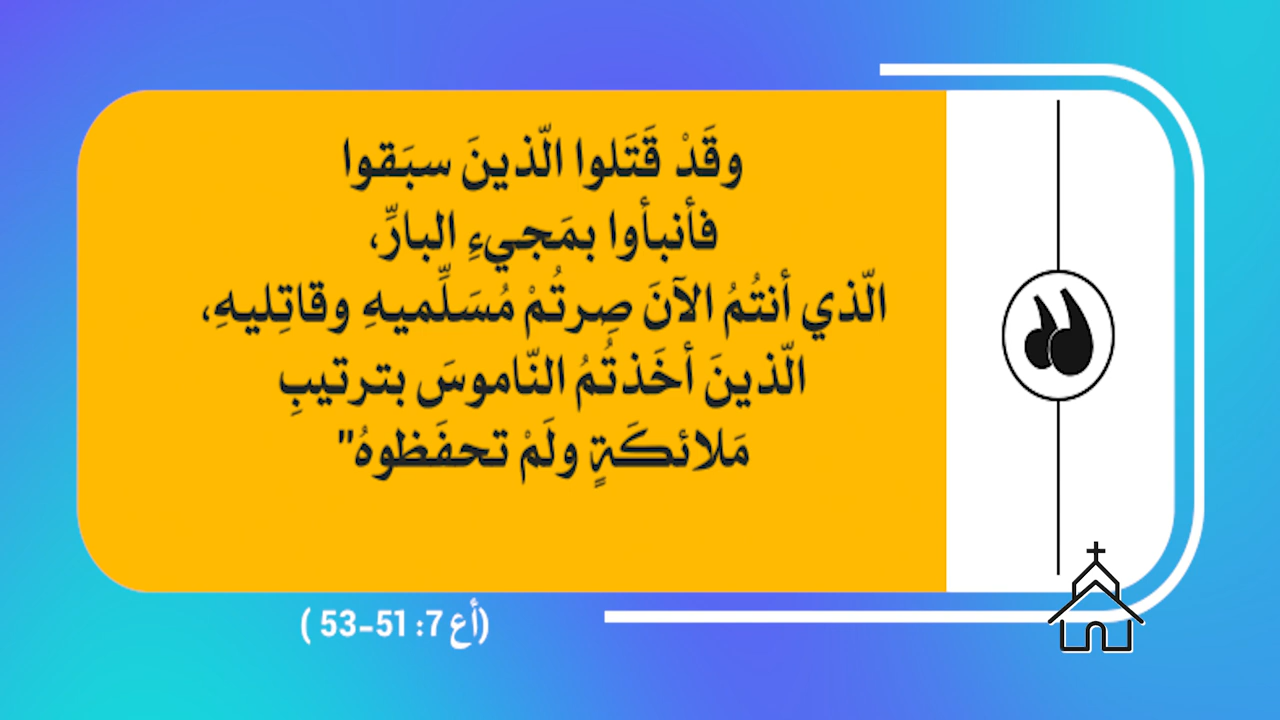 وقَدْ قَتَلوا الّذينَ سبَقوا
فأنبأوا بمَجيءِ البارِّ،
الّذي أنتُمُ الآنَ صِرتُمْ مُسَلِّميهِ وقاتِليهِ،
الّذينَ أخَذتُمُ النّاموسَ بترتيبِ
مَلائكَةٍ ولَمْ تحفَظوهُ"
(أع 7: 51-53 )